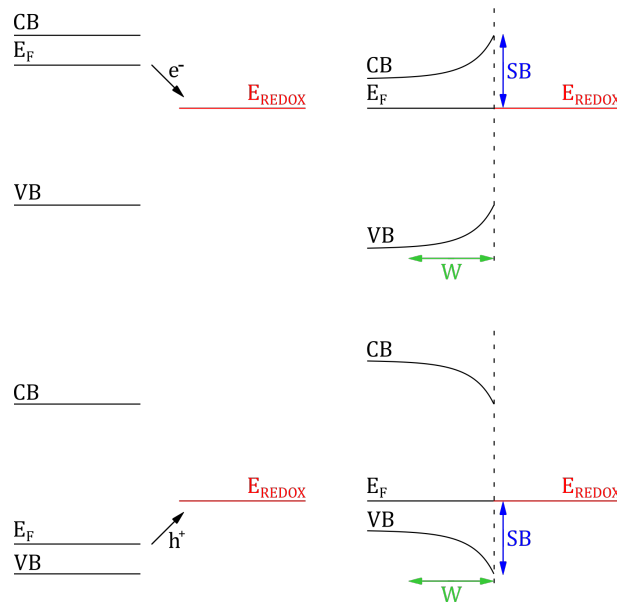 CB
E_F
e⁻
E_REDOX
VB
CB
SB
E_F
E_REDOX
VB
W
CB
E_REDOX
E_F
h⁺
VB
CB
E_F
E_REDOX
VB
SB
W